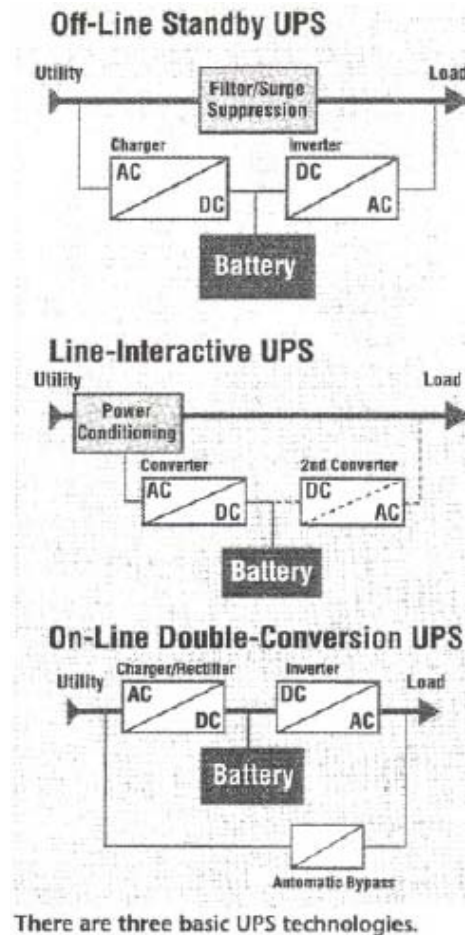 Off-Line Standby UPS
Utility
Load
Filter/Surge
Suppression
Charger
Inverter
AC
DC
DC
AC
Battery
Line-Interactive UPS
Utility
Load
Power
Conditioning
Converter
2nd Converter
AC
DC
DC
AC
Battery
On-Line Double-Conversion UPS
Charger/Rectifier
Inverter
Utility
Load
AC
DC
DC
AC
Battery
Automatic Bypass
There are three basic UPS technologies.